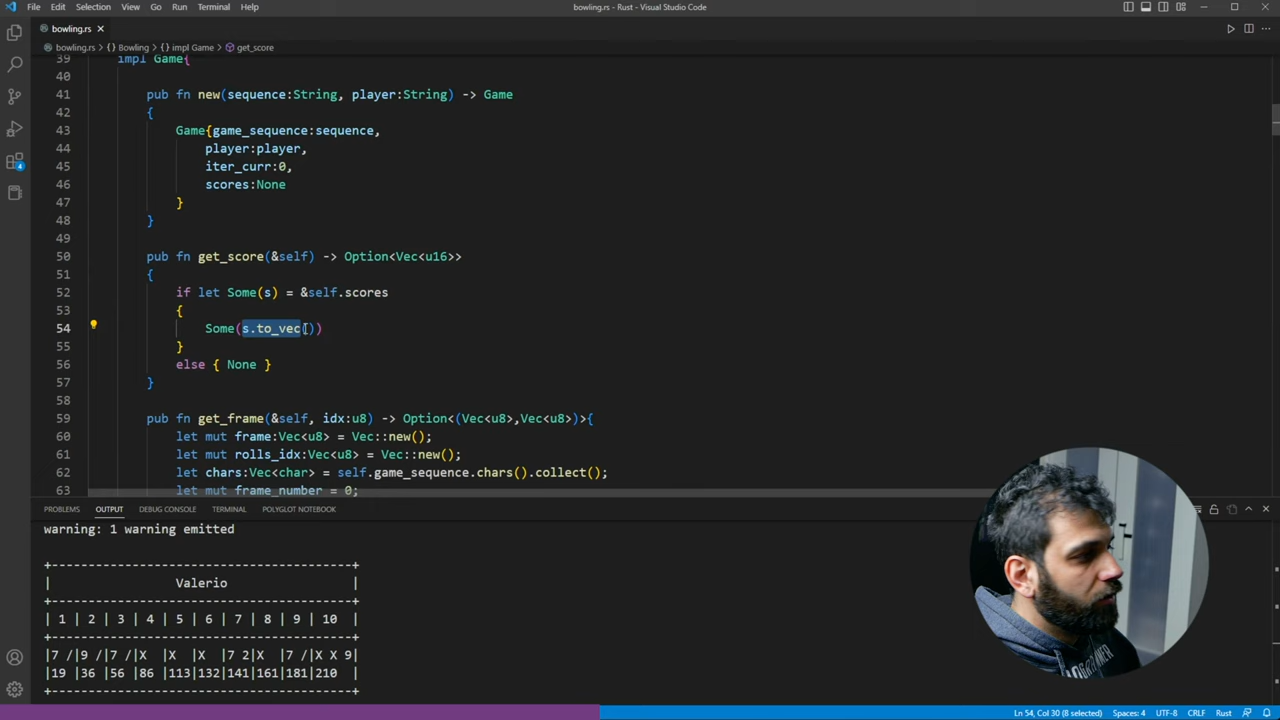 File Edit Selection View Go Run Terminal Help bowling.rs - Rust - Visual Studio Code
bowling.rs
bowling.rs > {} Bowling > impl Game > get_score
39 impl Game{
40
41 pub fn new(sequence:String, player:String) -> Game
42 {
43 Game{game_sequence:sequence,
44 player:player,
45 iter_curr:0,
46 scores:None
47 }
48 }
49
50 pub fn get_score(&self) -> Option<Vec<u16>>
51 {
52 if let Some(s) = &self.scores
53 {
54 Some(s.to_vec())
55 }
56 else { None }
57 }
58
59 pub fn get_frame(&self, idx:u8) -> Option<(Vec<u8>,Vec<u8>)>{
60 let mut frame:Vec<u8> = Vec::new();
61 let mut rolls_idx:Vec<u8> = Vec::new();
62 let chars:Vec<char> = self.game_sequence.chars().collect();
63 let mut frame_number = 0;
4
PROBLEMS OUTPUT DEBUG CONSOLE TERMINAL POLYGLOT NOTEBOOK
warning: 1 warning emitted
+-----------------------------------------+
| Valerio |
+-----------------------------------------+
| 1 | 2 | 3 | 4 | 5 | 6 | 7 | 8 | 9 | 10 |
+-----------------------------------------+
|7 /|9 /|7 /|X |X |X |7 2|X |7 /|X X 9|
|19 |36 |56 |86 |113|132|141|161|181|210 |
+-----------------------------------------+
Ln 54, Col 30 (8 selected) Spaces: 4 UTF-8 CRLF Rust